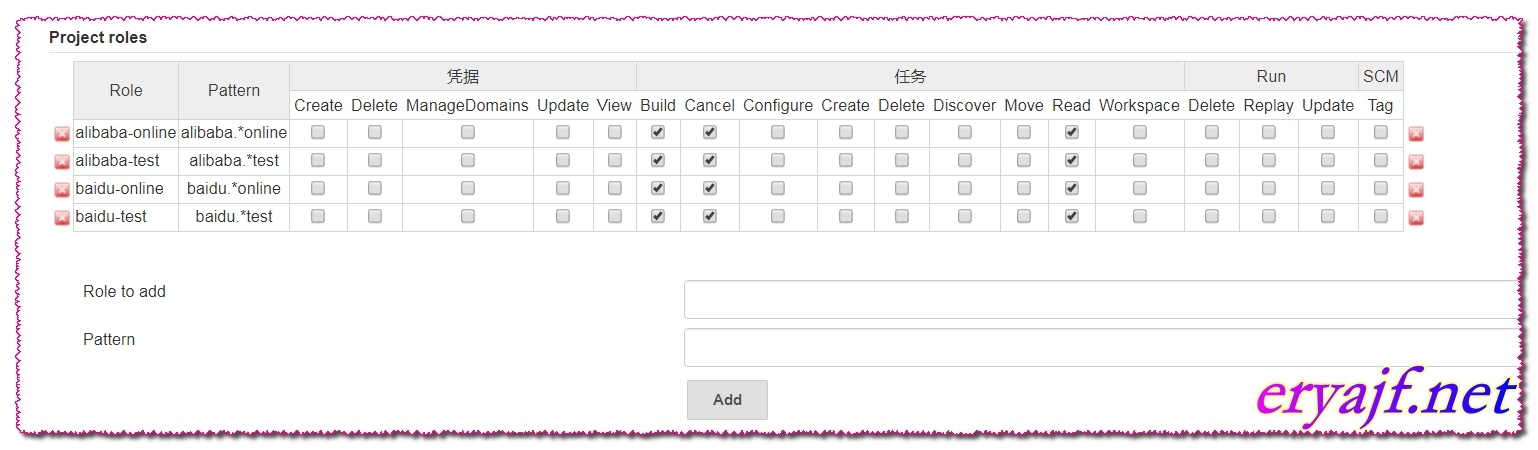 Project roles
Role Pattern 凭据 任务 Run SCM
Create Delete ManageDomains Update View Build Cancel Configure Create Delete Discover Move Read Workspace Delete Replay Update Tag
alibaba-online alibaba.*online
alibaba-test alibaba.*test
baidu-online baidu.*online
baidu-test baidu.*test
Role to add
Pattern
Add
eryajf.net